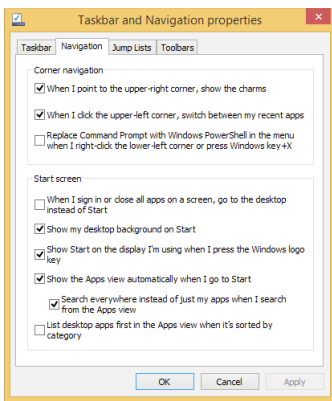 Taskbar and Navigation properties
Taskbar Navigation Jump Lists Toolbars
Corner navigation
When I point to the upper-right corner, show the charms
When I click the upper-left corner, switch between my recent apps
Replace Command Prompt with Windows PowerShell in the menu
when I right-click the lower-left corner or press Windows key+X
Start screen
When I sign in or close all apps on a screen, go to the desktop
instead of Start
Show my desktop background on Start
Show Start on the display I'm using when I press the Windows logo
key
Show the Apps view automatically when I go to Start
Search everywhere instead of just my apps when I search
from the Apps view
List desktop apps first in the Apps view when it's sorted by
category
OK Cancel Apply